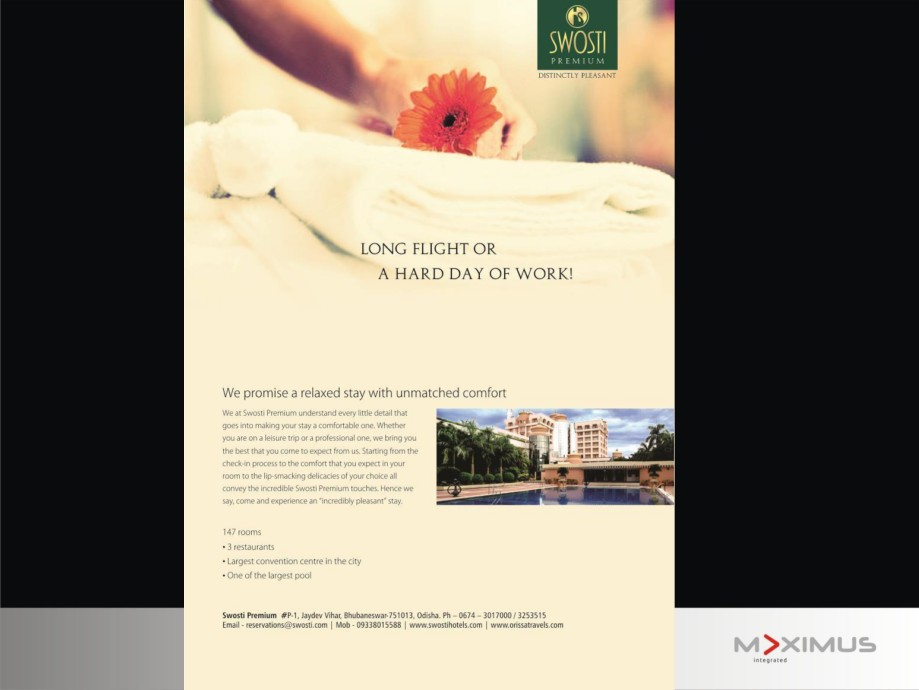 SWOSTI
PREMIUM
DISTINCTLY PLEASANT
LONG FLIGHT OR
A HARD DAY OF WORK!
We promise a relaxed stay with unmatched comfort
We at Swosti Premium understand every little detail that
goes into making your stay a comfortable one. Whether
you are on a leisure trip or a professional one, we bring you
the best that you come to expect from us. Starting from the
check-in process to the comfort that you expect in your
room to the lip-smacking delicacies of your choice all
convey the incredible Swosti Premium touches. Hence we
say, come and experience an "incredibly pleasant" stay.
147 rooms
• 3 restaurants
• Largest convention centre in the city
• One of the largest pool
Swosti Premium #P-1, Jaydev Vihar, Bhubaneswar-751013, Odisha. Ph – 0674 – 3017000 / 3253515
Email - reservations@swosti.com | Mob - 09338015588 | www.swostihotels.com | www.orissatravels.com
MAXIMUS
integrated